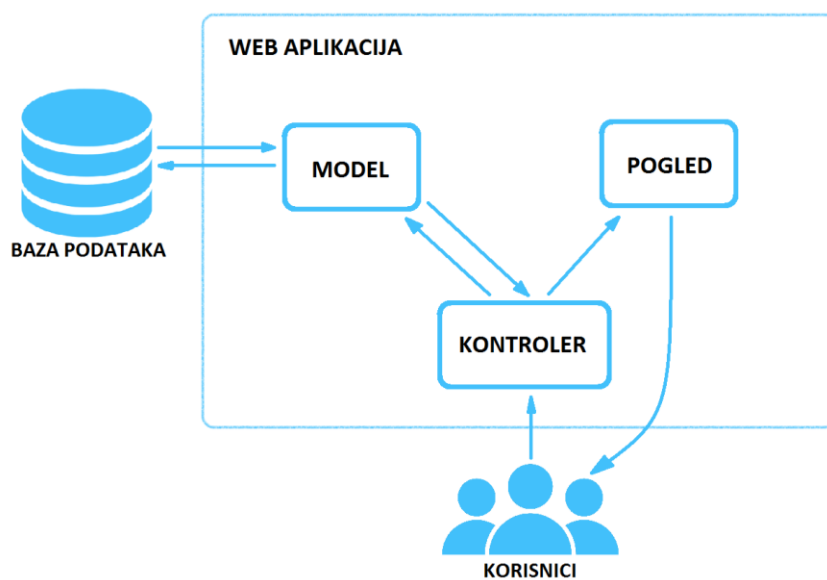 WEB APLIKACIJA
MODEL
POGLED
BAZA PODATAKA
KONTROLER
KORISNICI